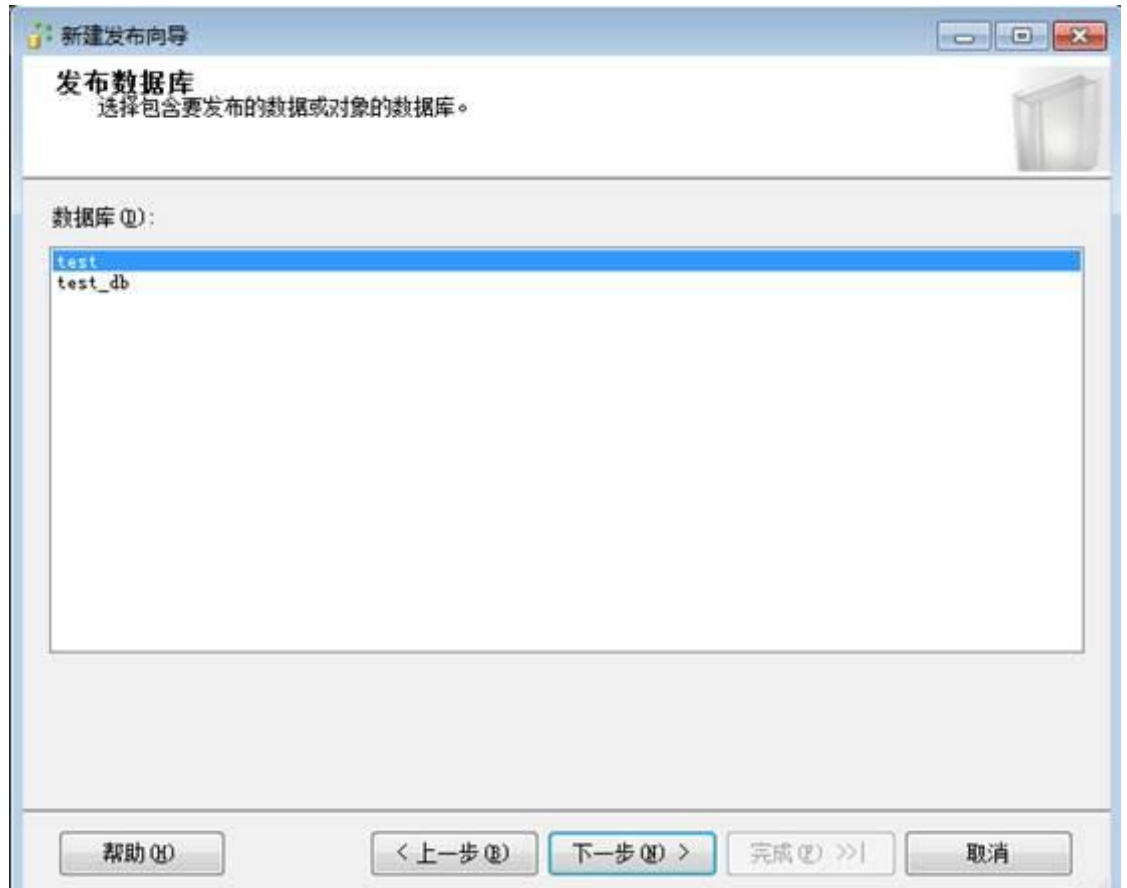 新建发布向导
发布数据库
选择包含要发布的数据或对象的数据库。
数据库(D):
test
test_db
帮助(H)
< 上一步(B)
下一步(N) >
完成(F) >>|
取消